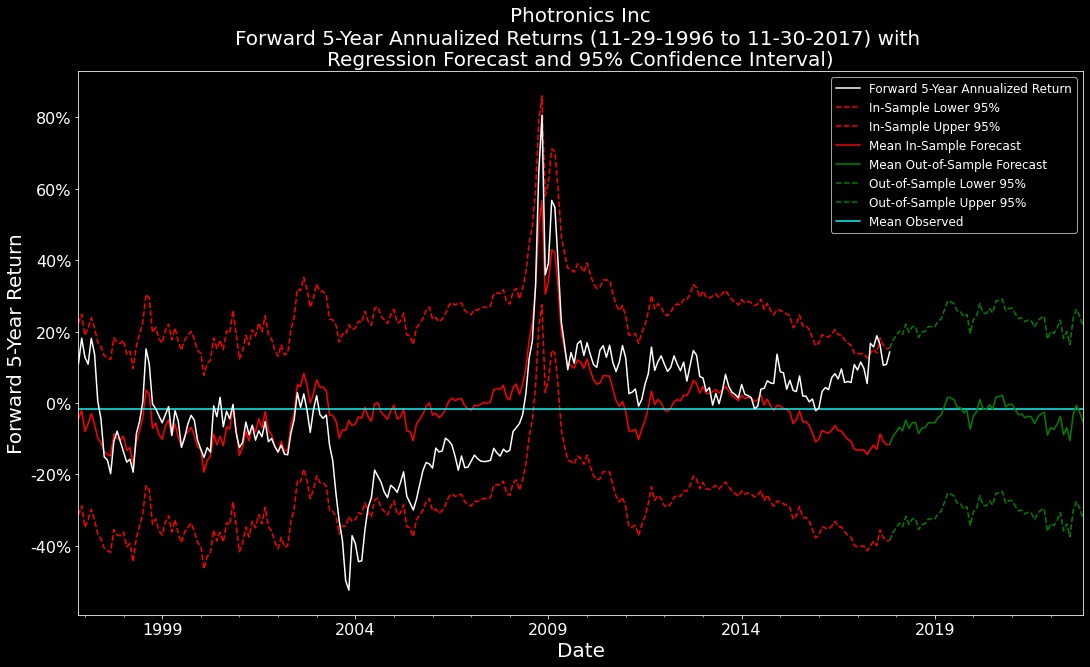 Photronics Inc
Forward 5-Year Annualized Returns (11-29-1996 to 11-30-2017) with
Regression Forecast and 95% Confidence Interval)
Forward 5-Year Annualized Return
In-Sample Lower 95%
In-Sample Upper 95%
Mean In-Sample Forecast
Mean Out-of-Sample Forecast
Out-of-Sample Lower 95%
Out-of-Sample Upper 95%
Mean Observed
Forward 5-Year Return
80%
60%
40%
20%
0%
-20%
-40%
1999 2004 2009 2014 2019
Date